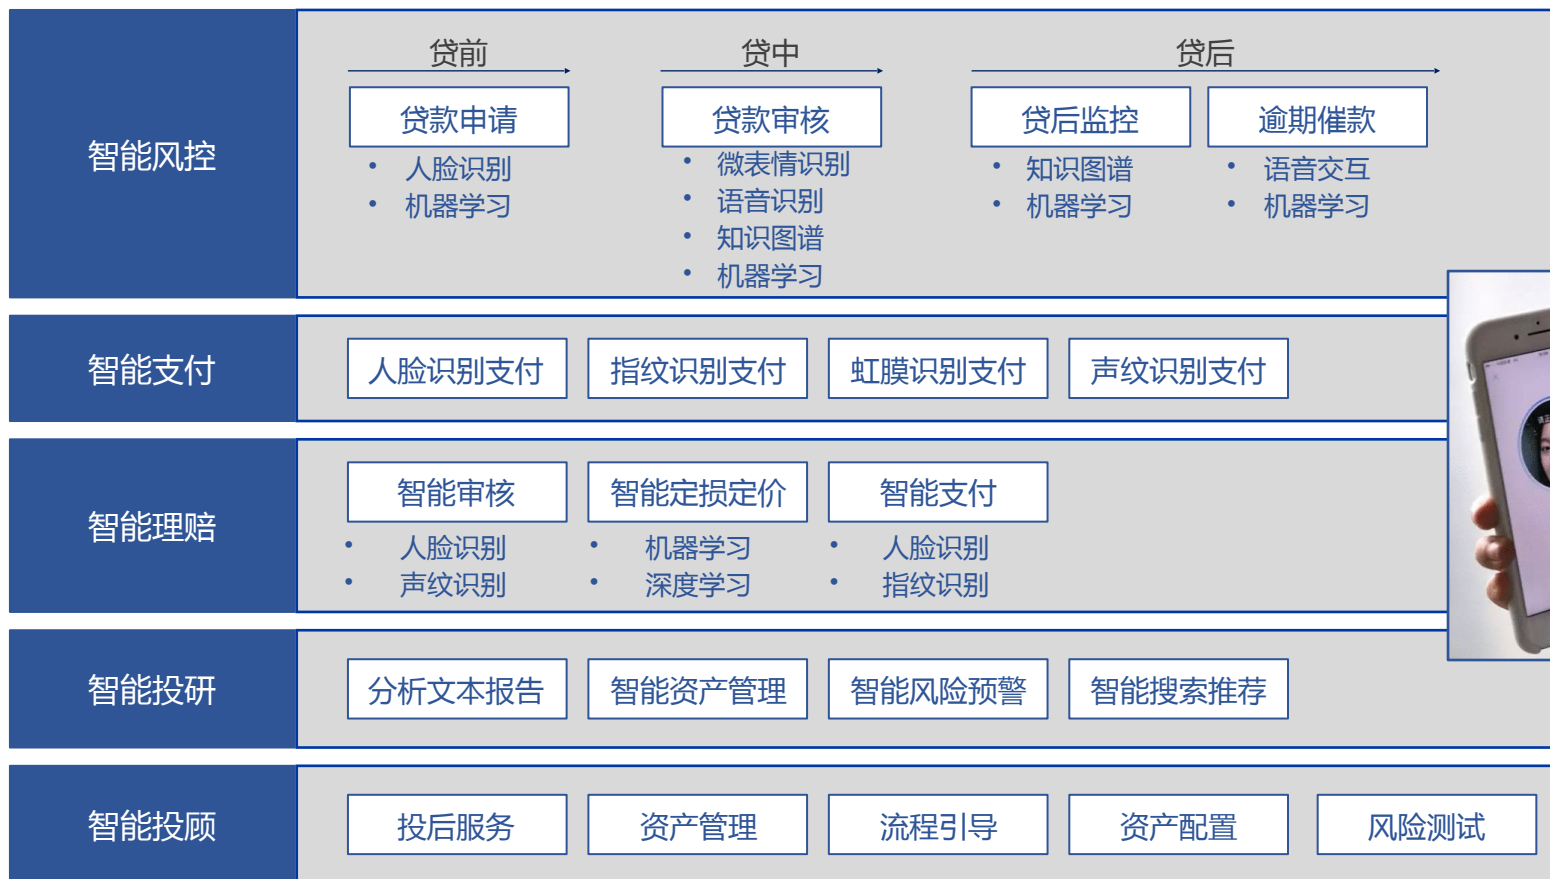 智能风控
贷前
贷中
贷后
贷款申请
人脸识别
机器学习
贷款审核
微表情识别
语音识别
知识图谱
机器学习
贷后监控
知识图谱
机器学习
逾期催款
语音交互
机器学习
智能支付
人脸识别支付
指纹识别支付
虹膜识别支付
声纹识别支付
智能理赔
智能审核
人脸识别
声纹识别
智能定损定价
机器学习
深度学习
智能支付
人脸识别
指纹识别
智能投研
分析文本报告
智能资产管理
智能风险预警
智能搜索推荐
智能投顾
投后服务
资产管理
流程引导
资产配置
风险测试